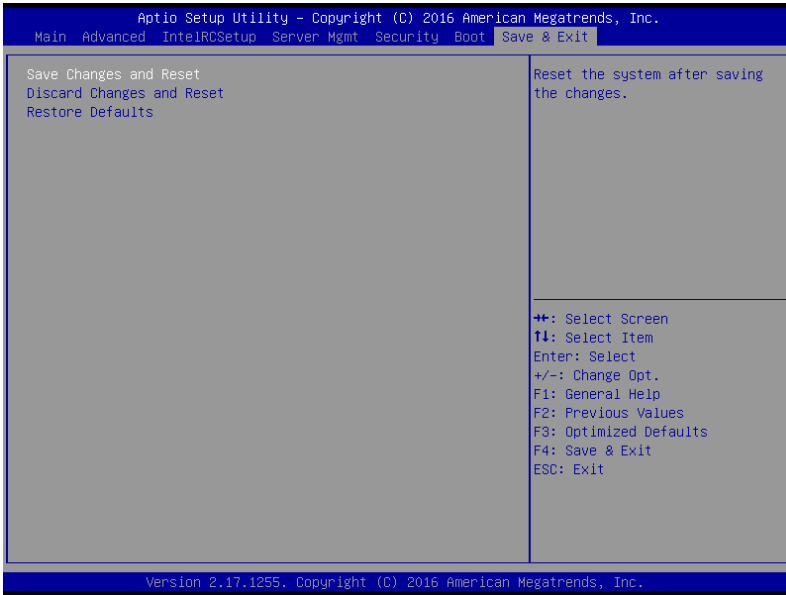 Aptio Setup Utility – Copyright (C) 2016 American Megatrends, Inc.
Main Advanced IntelRCSetup Server Mgmt Security Boot Save & Exit
Save Changes and Reset
Discard Changes and Reset
Restore Defaults
Reset the system after saving
the changes.
→←: Select Screen
↑↓: Select Item
Enter: Select
+/-: Change Opt.
F1: General Help
F2: Previous Values
F3: Optimized Defaults
F4: Save & Exit
ESC: Exit
Version 2.17.1255. Copyright (C) 2016 American Megatrends, Inc.